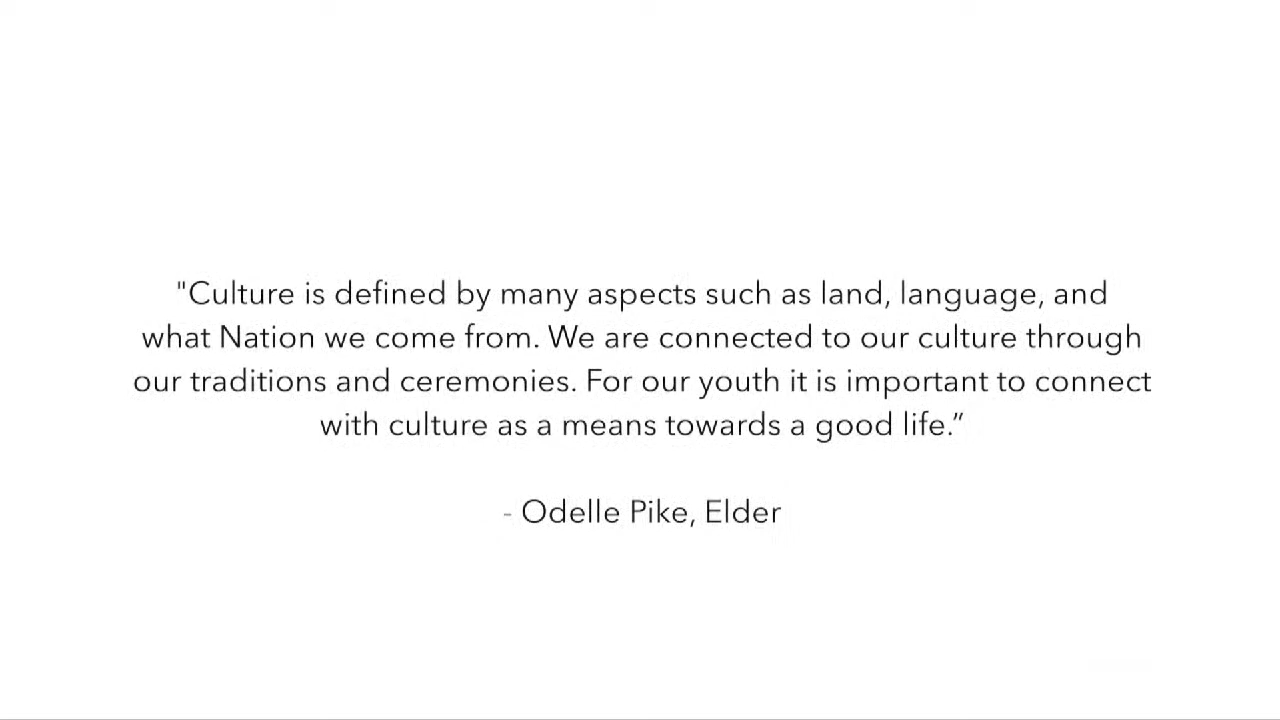 "Culture is defined by many aspects such as land, language, and
what Nation we come from. We are connected to our culture through
our traditions and ceremonies. For our youth it is important to connect
with culture as a means towards a good life.”
- Odelle Pike, Elder